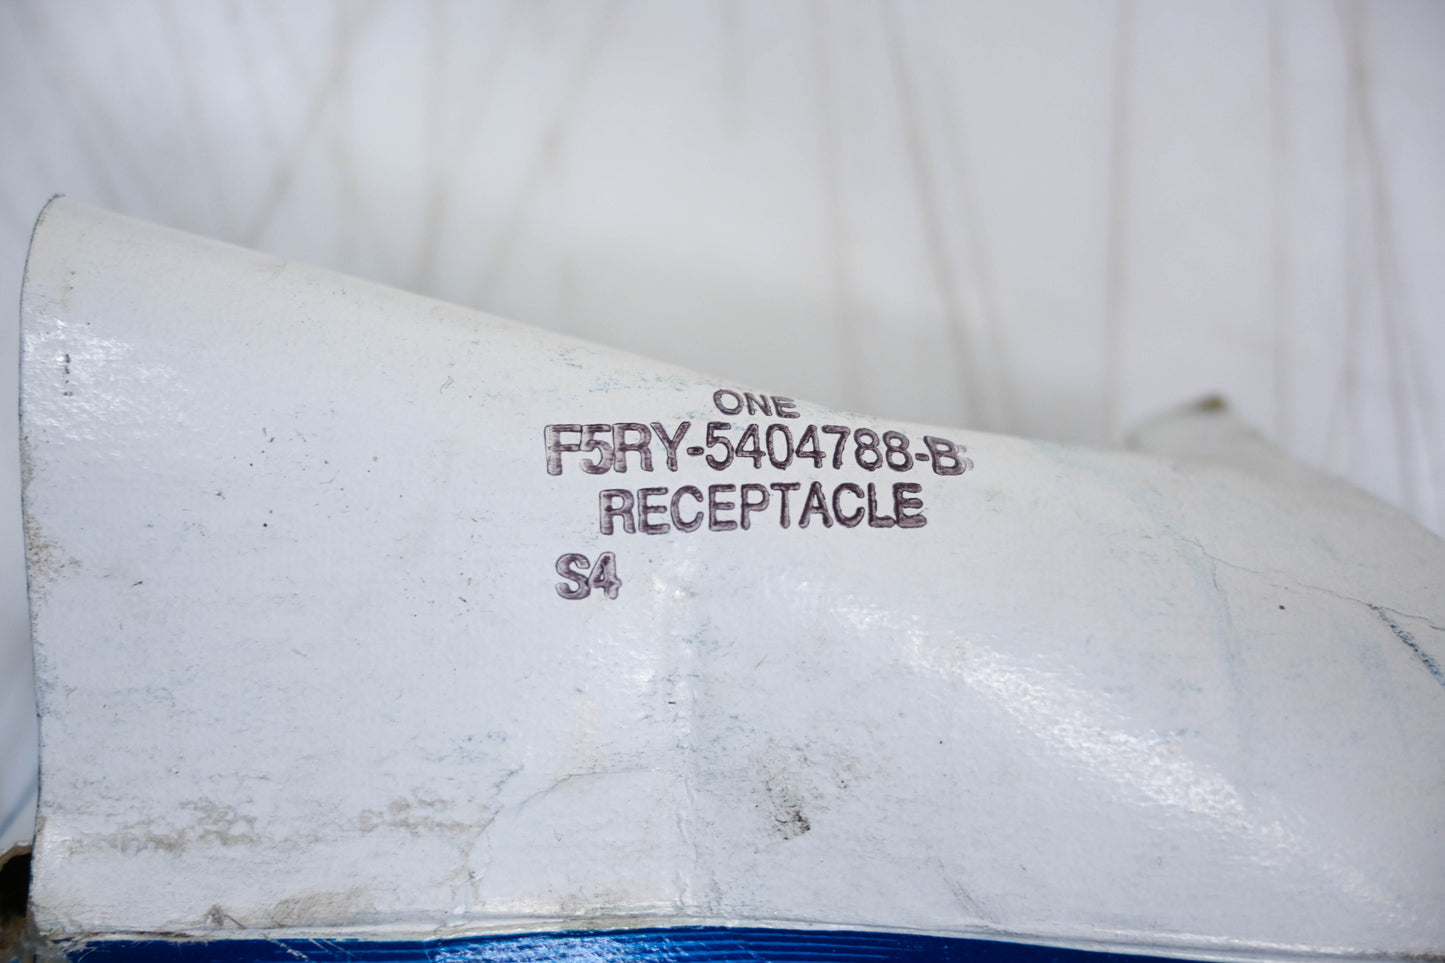 ONE
F5RY-5404788-B
RECEPTACLE
S4